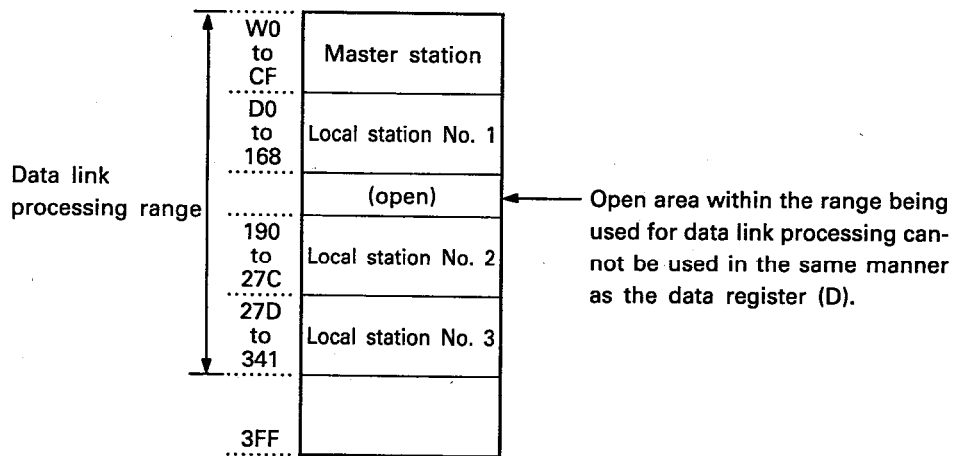 W0
to
CF
Master station
D0
to
168
Local station No. 1
(open)
190
to
27C
Local station No. 2
27D
to
341
Local station No. 3
3FF
Data link
processing range
Open area within the range being
used for data link processing can-
not be used in the same manner
as the data register (D).